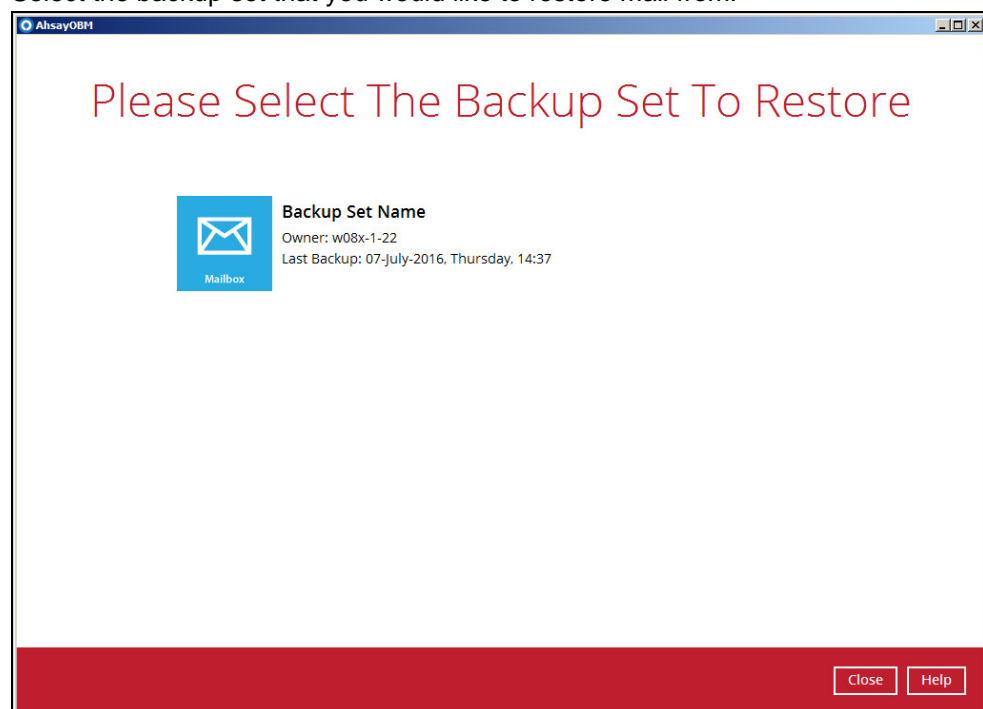 Select the backup set that you would like to restore mail from.
AhsayOBM
Please Select The Backup Set To Restore
Backup Set Name
Owner: w08x-1-22
Last Backup: 07-July-2016, Thursday, 14:37
Mailbox
Close
Help